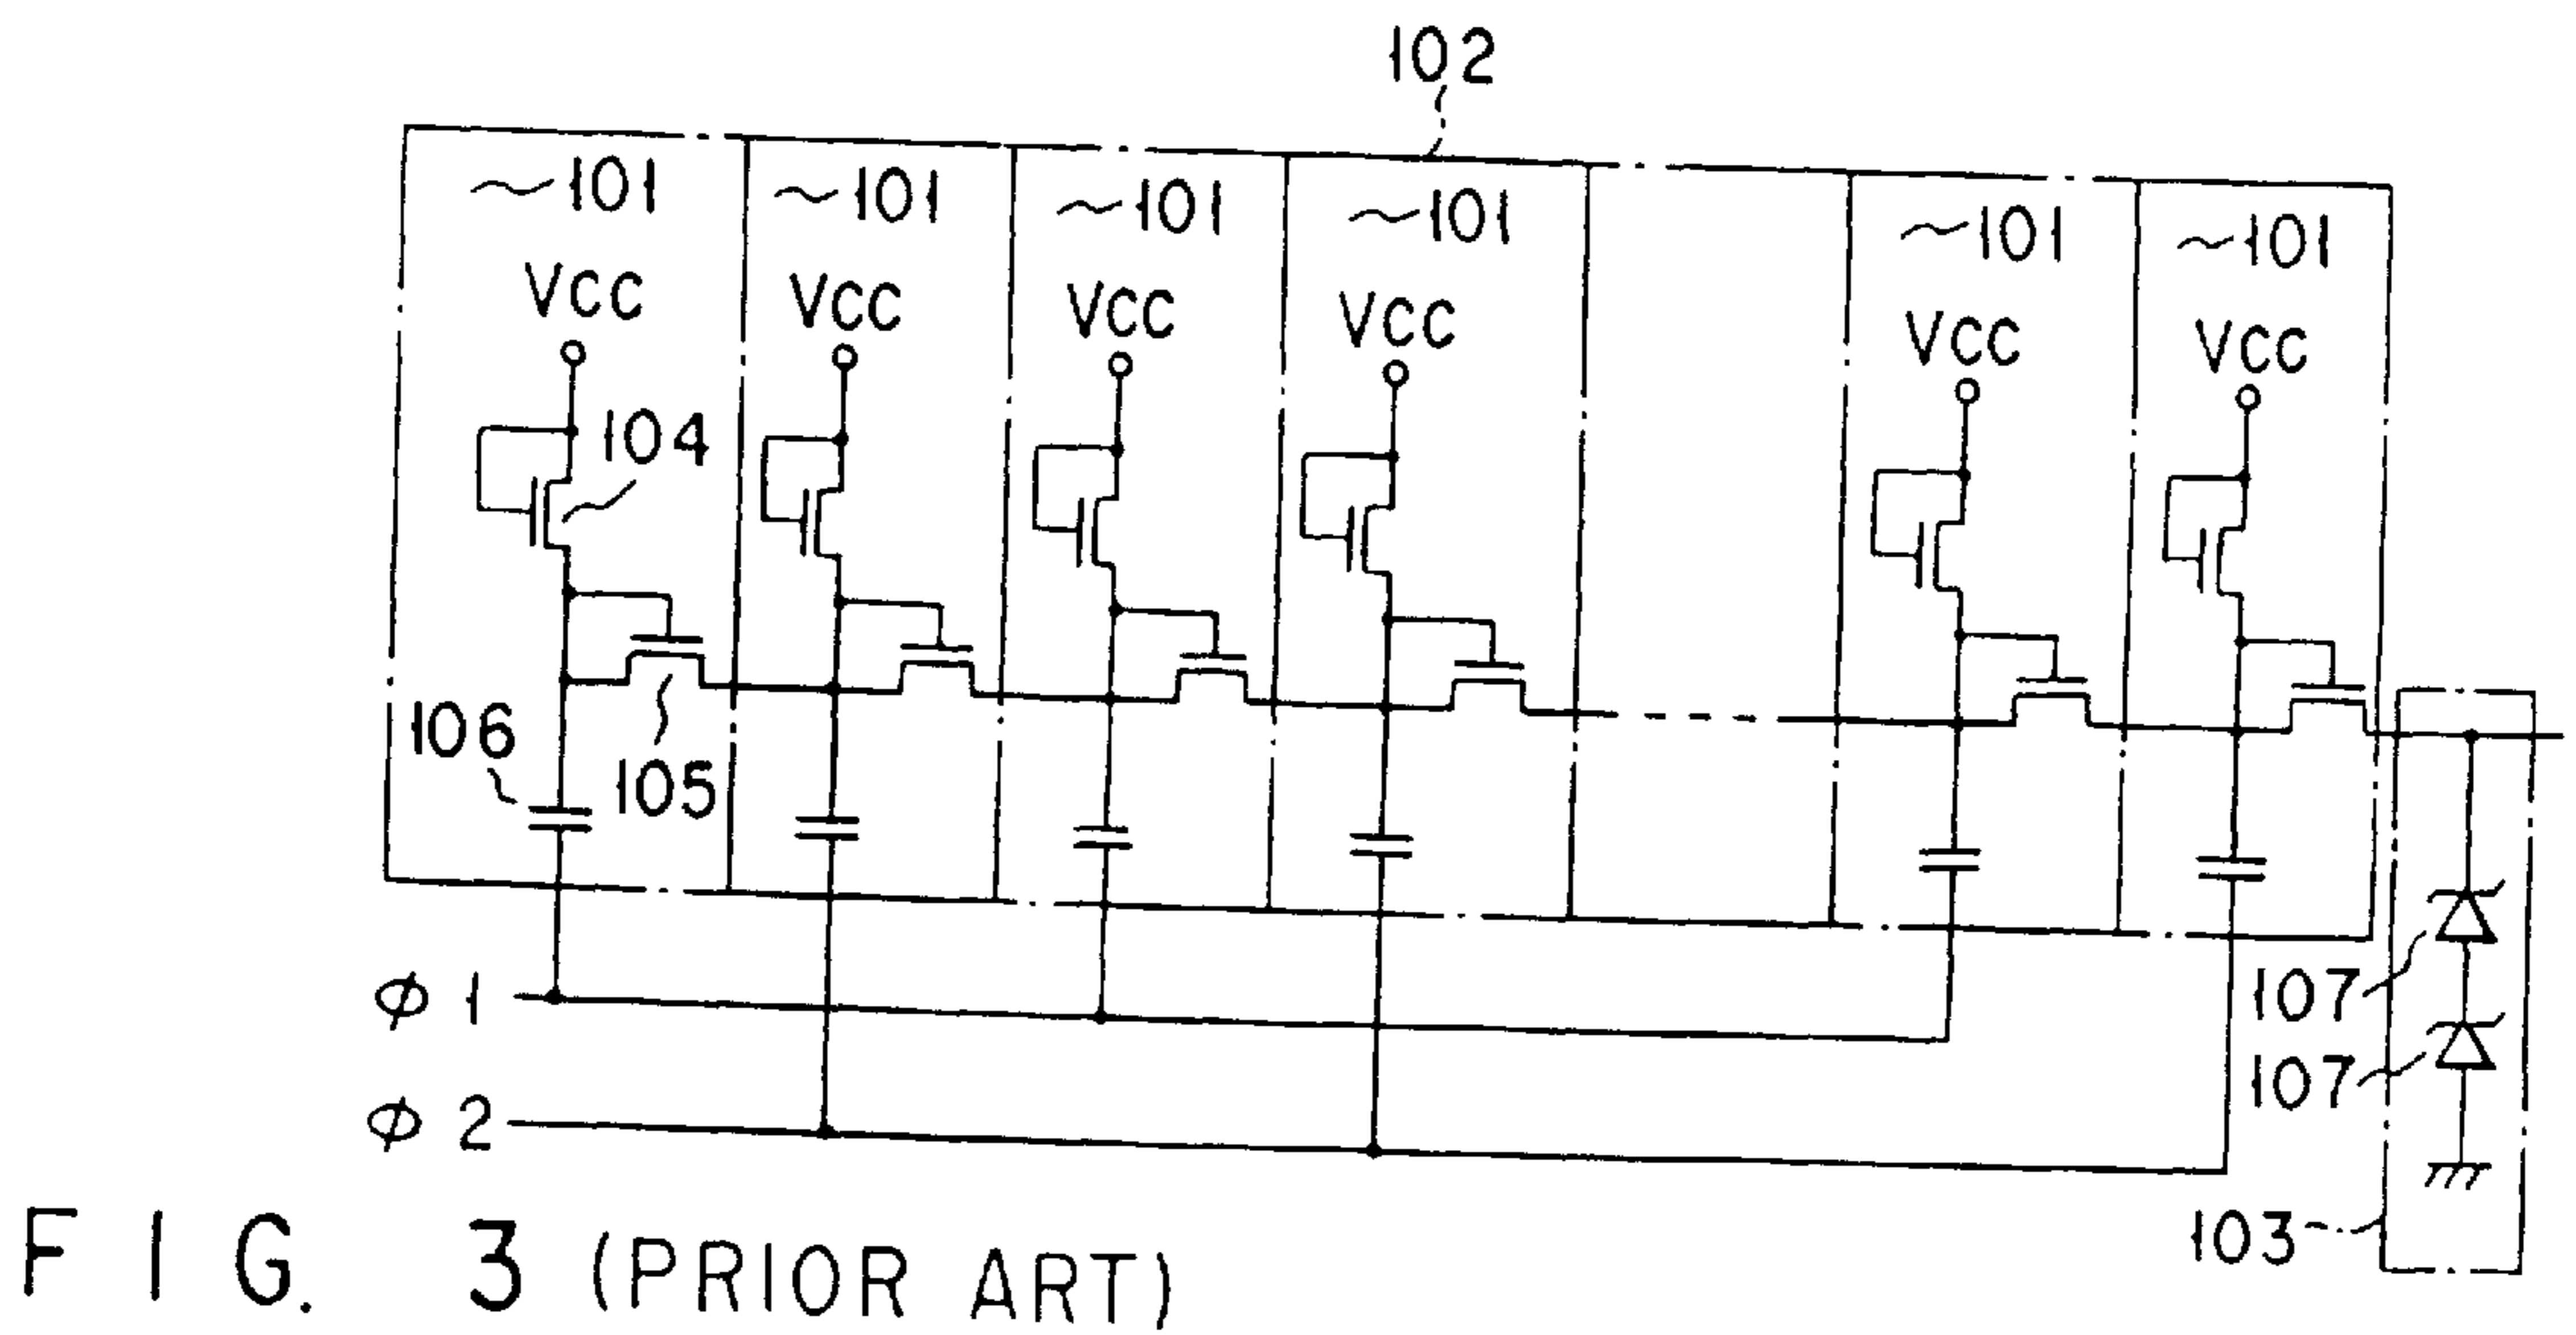 102
101 101 101 101 101 101
VCC VCC VCC VCC VCC VCC
104
106
105
φ 1
107
φ 2
107
103
FIG. 3 (PRIOR ART)